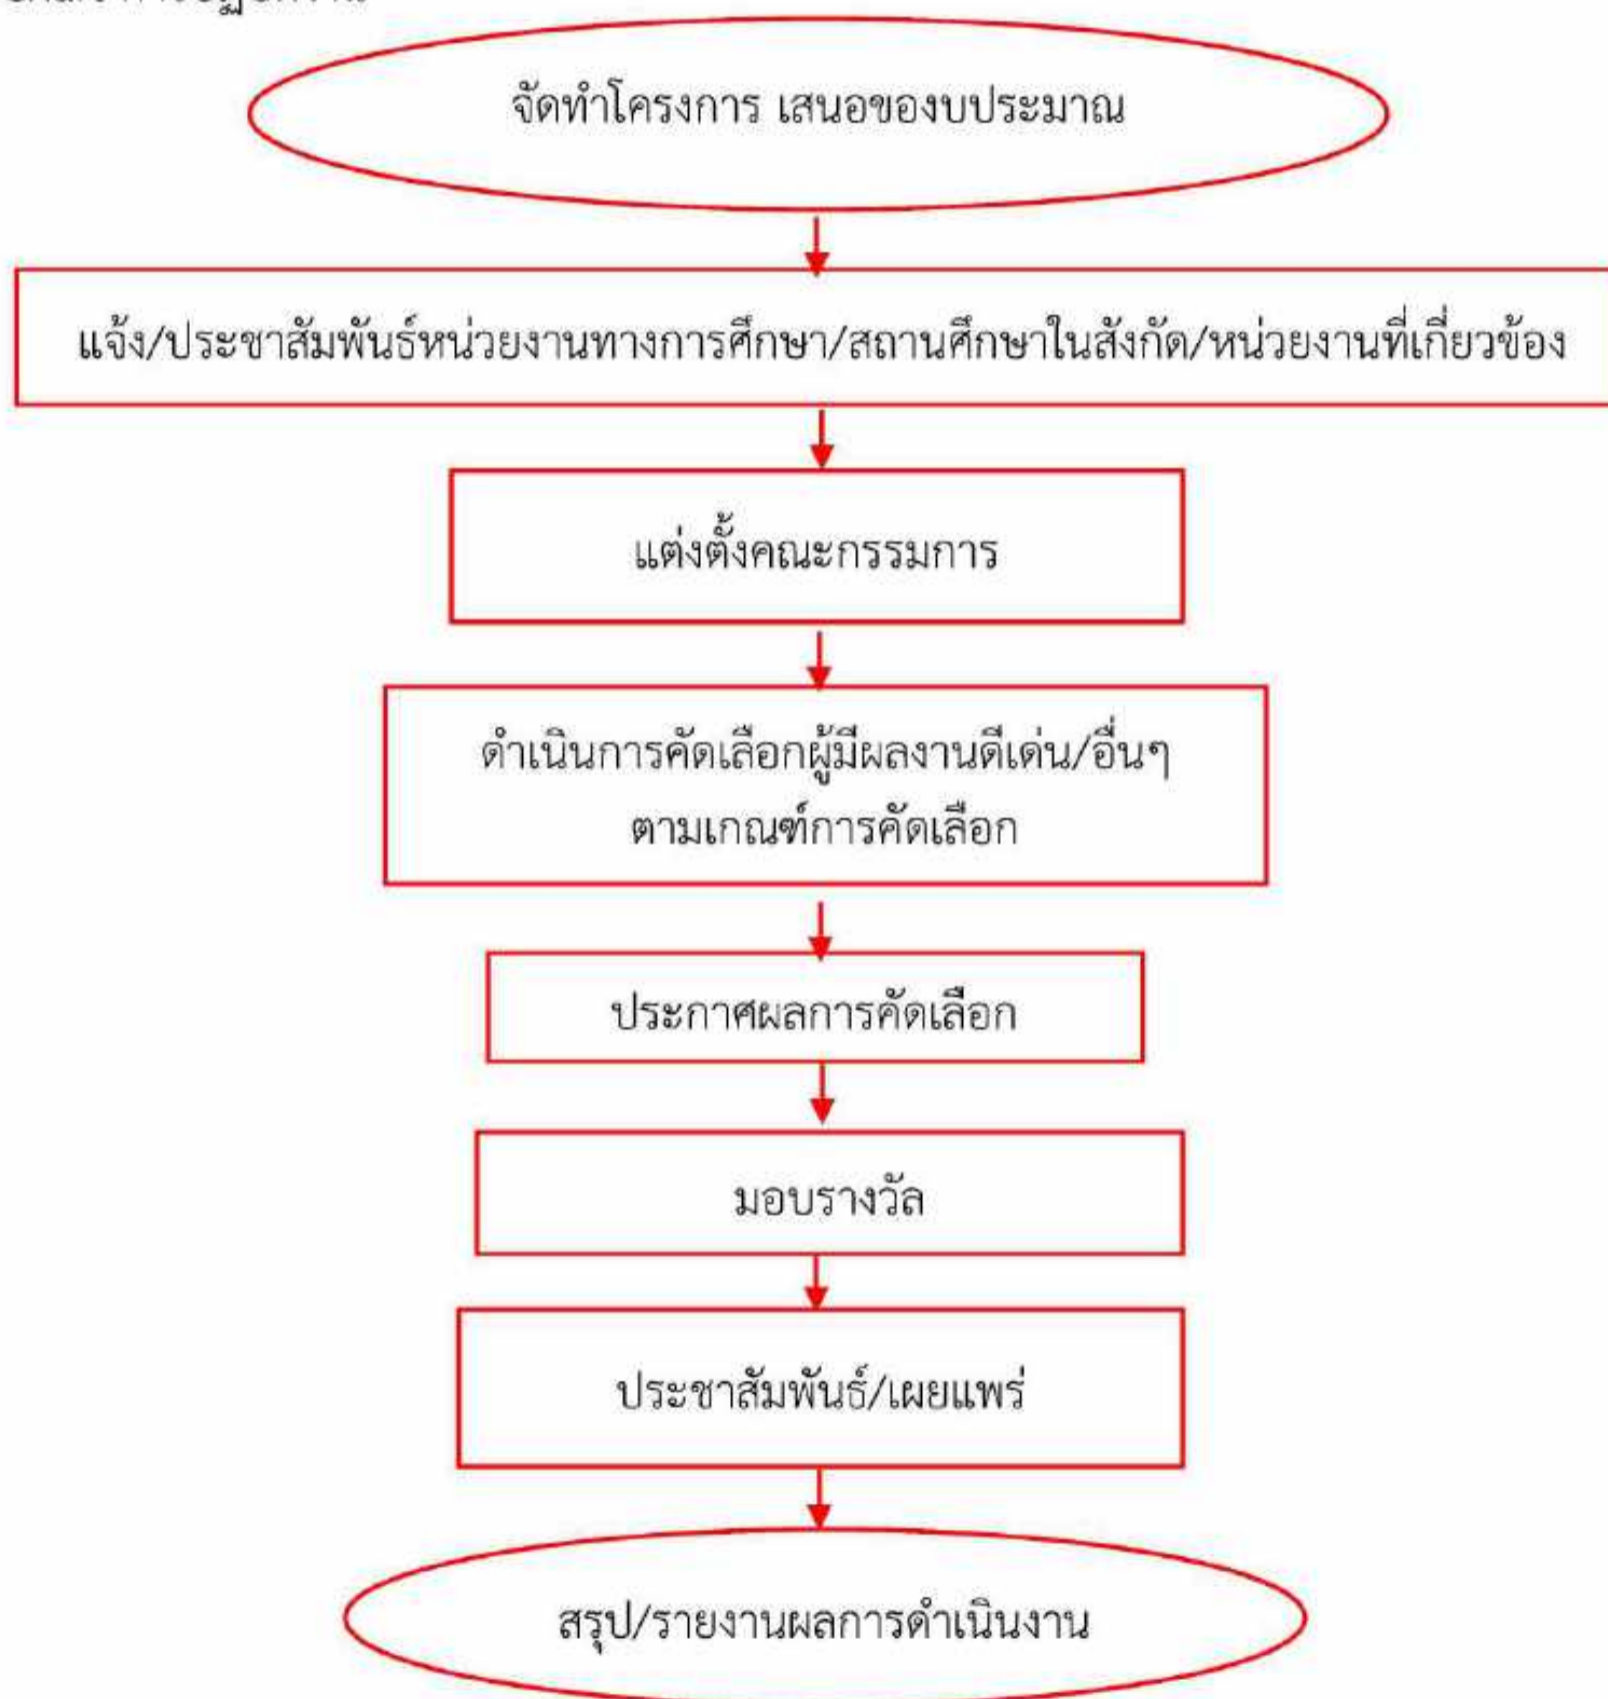 จัดทำโครงการ เสนอของบประมาณ
แจ้ง/ประชาสัมพันธ์หน่วยงานทางการศึกษา/สถานศึกษาในสังกัด/หน่วยงานที่เกี่ยวข้อง
แต่งตั้งคณะกรรมการ
ดำเนินการคัดเลือกผู้มีผลงานดีเด่น/อื่นๆ
ตามเกณฑ์การคัดเลือก
ประกาศผลการคัดเลือก
มอบรางวัล
ประชาสัมพันธ์/เผยแพร่
สรุป/รายงานผลการดำเนินงาน